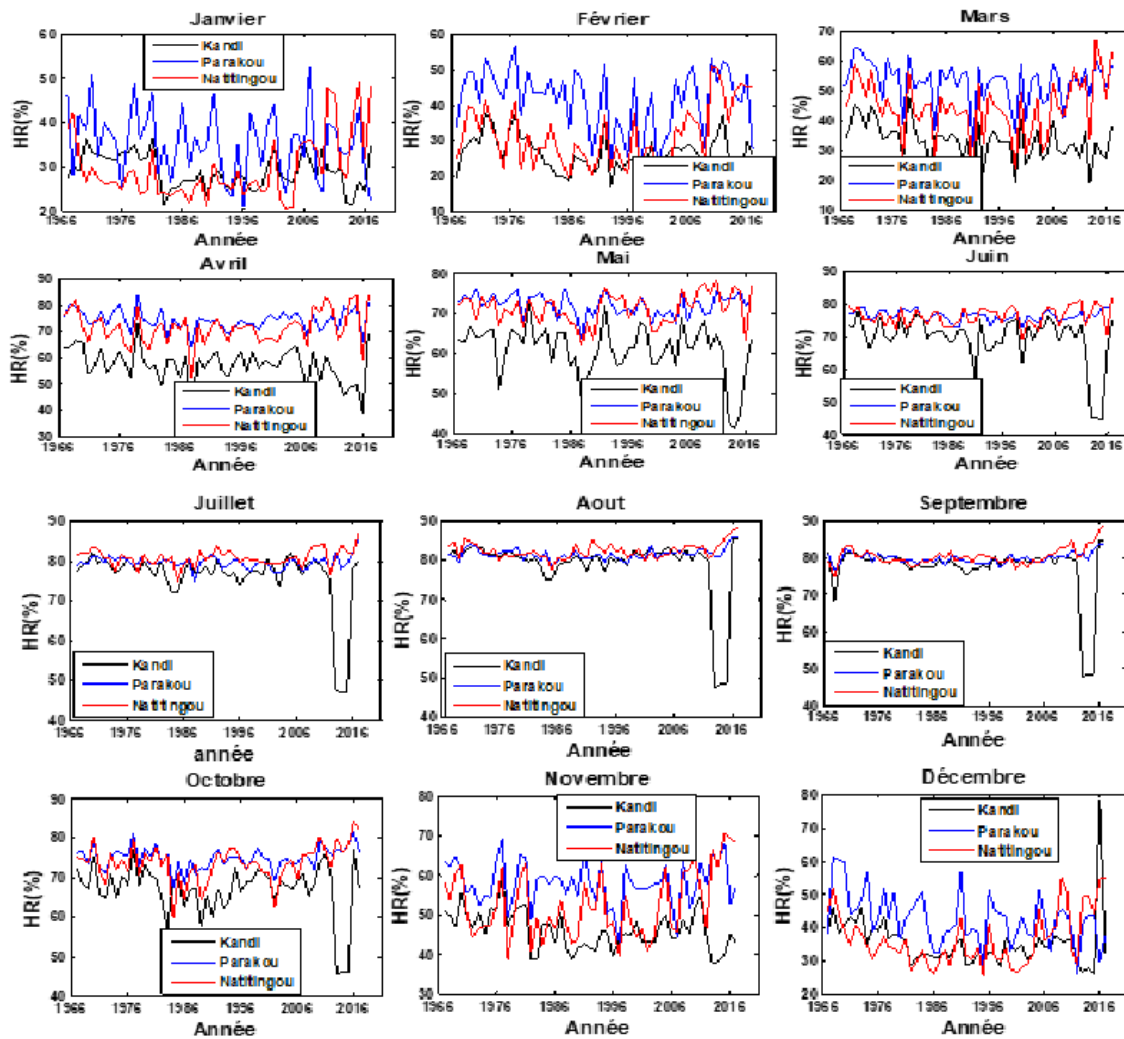 Janvier
HR(%)
60
50
40
30
20
Kandi
Parakou
Natitingou
1966 1976 1986 1996 2006 2016
Année
Février
HR(%)
60
50
40
30
20
10
Kandi
Parakou
Natitingou
1966 1976 1986 1996 2006 2016
Année
Mars
HR (%)
70
60
50
40
30
20
10
Kandi
Parakou
Natitingou
1966 1976 1986 1996 2006 2016
Année
Avril
HR(%)
90
80
70
60
50
40
30
Kandi
Parakou
Natitingou
1966 1976 1986 1996 2006 2016
Année
Mai
HR(%)
80
70
60
50
40
Kandi
Parakou
Natitingou
1966 1976 1986 1996 2006 2016
Année
Juin
HR(%)
90
80
70
60
50
40
Kandi
Parakou
Natitingou
1966 1976 1986 1996 2006 2016
Année
Juillet
HR(%)
90
80
70
60
50
40
Kandi
Parakou
Natitingou
1966 1976 1986 1996 2006 2016
année
Aout
HR(%)
90
80
70
60
50
40
Kandi
Parakou
Natitingou
1966 1976 1986 1996 2006 2016
Année
Septembre
HR(%)
90
80
70
60
50
40
Kandi
Parakou
Natitingou
1966 1976 1986 1996 2006 2016
Année
Octobre
HR(%)
90
80
70
60
50
40
Kandi
Parakou
Natitingou
1966 1976 1986 1996 2006 2016
Année
Novembre
HR(%)
80
70
60
50
40
30
Kandi
Parakou
Natitingou
1966 1976 1986 1996 2006 2016
Année
Décembre
HR(%)
80
70
60
50
40
30
20
Kandi
Parakou
Natitingou
1966 1976 1986 1996 2006 2016
Année